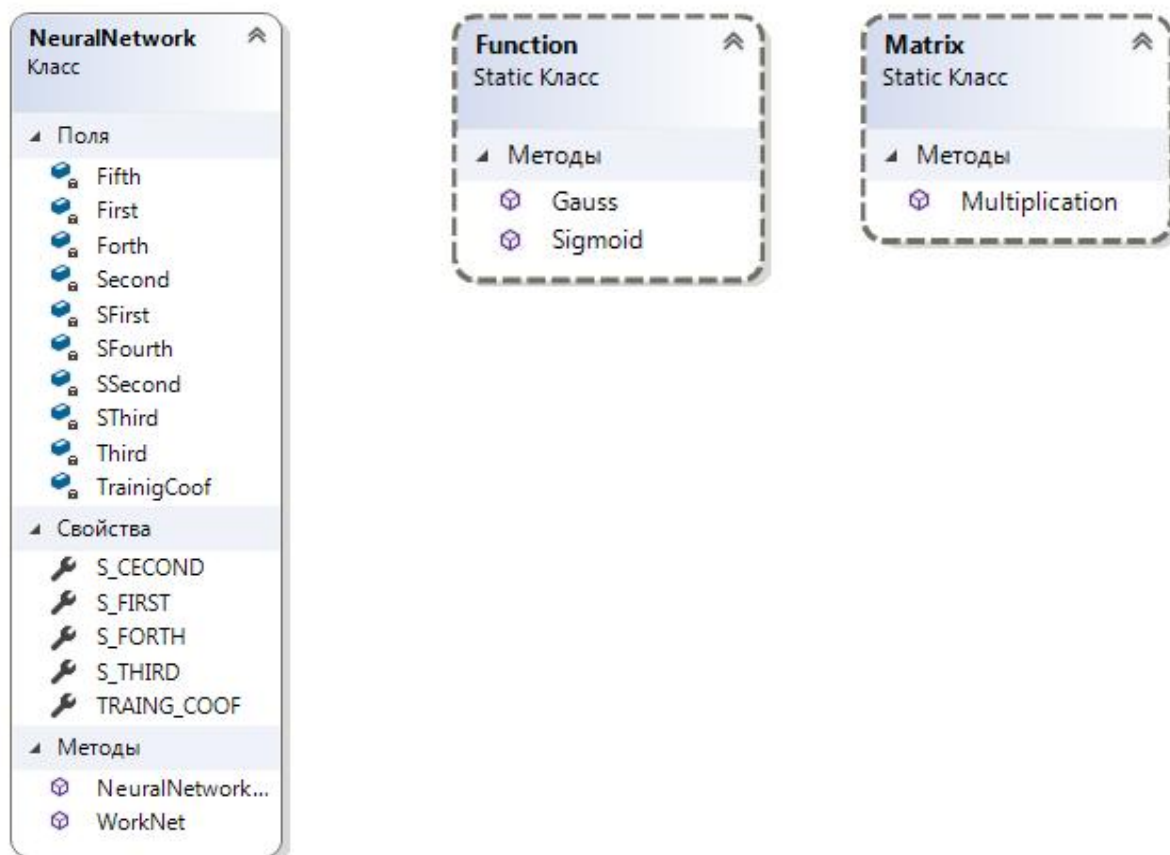 NeuralNetwork
Класс
Поля
Fifth
First
Forth
Second
SFirst
SFourth
SSecond
SThird
Third
TrainigCoof
Свойства
S_CECOND
S_FIRST
S_FORTH
S_THIRD
TRAING_COOF
Методы
NeuralNetwork...
WorkNet
Function
Static Класс
Методы
Gauss
Sigmoid
Matrix
Static Класс
Методы
Multiplication